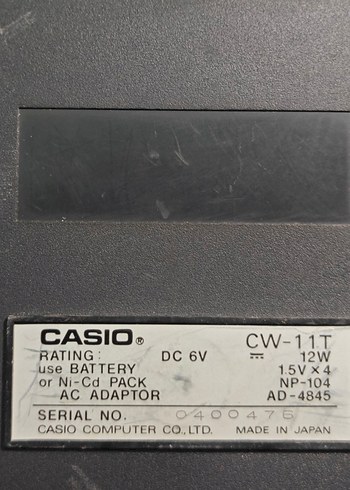 CASIO® CW-11T
RATING: DC 6V ⎓ 12W
use BATTERY 1.5V × 4
or Ni-Cd PACK NP-104
AC ADAPTOR AD-4845
SERIAL NO. 0400476
CASIO COMPUTER CO., LTD. MADE IN JAPAN